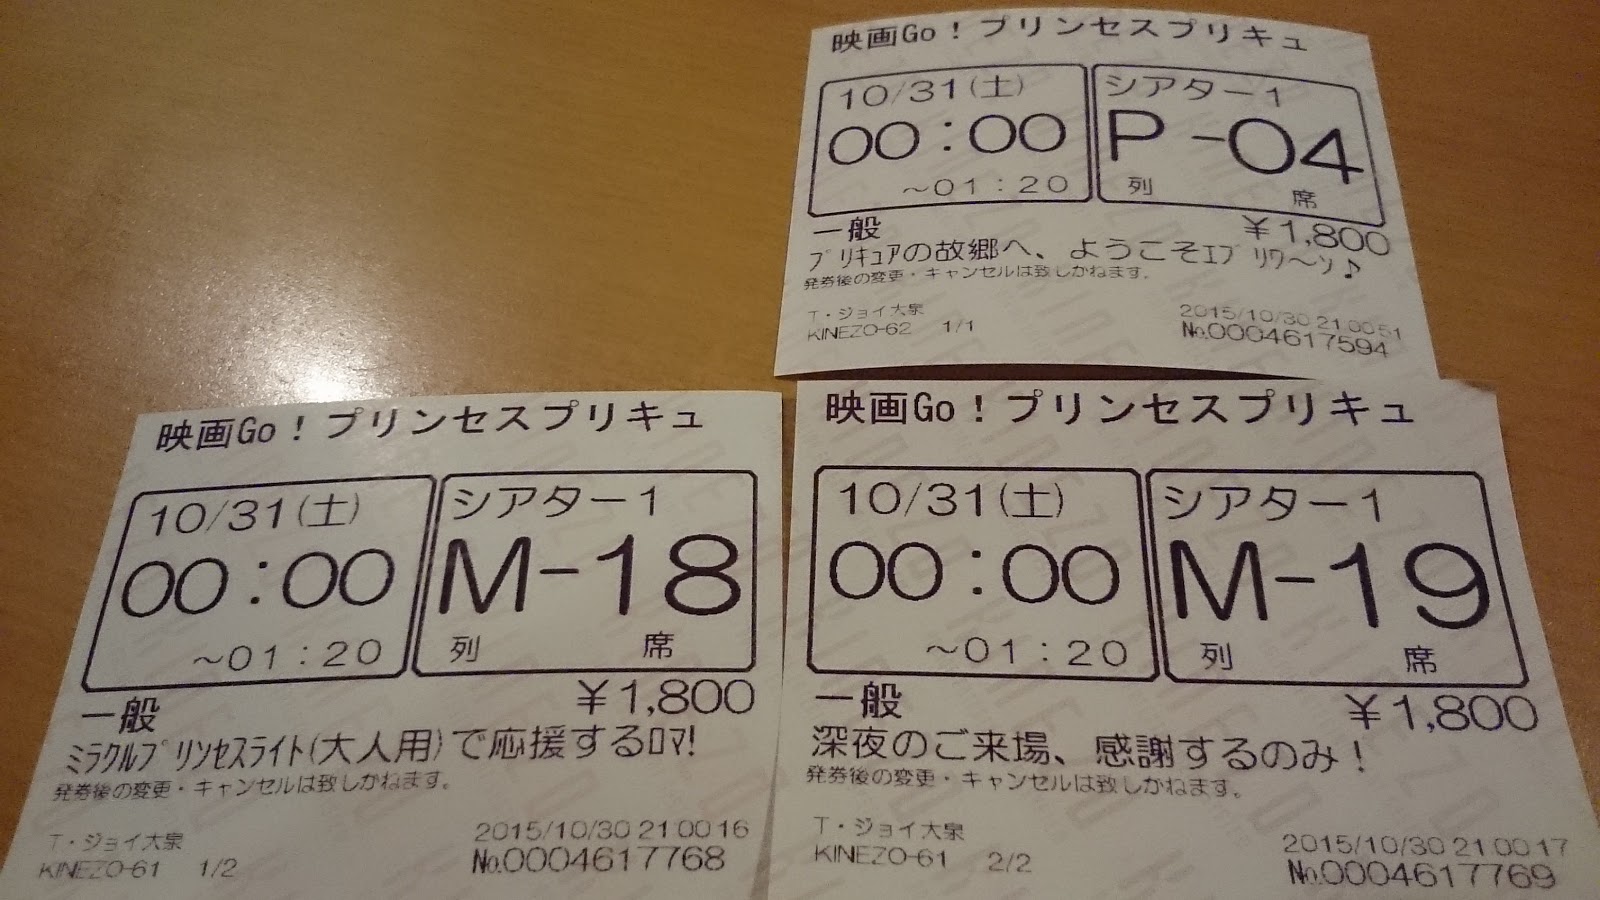 映画Go！プリンセスプリキュ
10/31(土)
00:00
～01:20
シアター1
P-04
列 席
一般 ¥1,800
ﾌﾟﾘｷｭｱの故郷へ、ようこそｴﾌﾞﾘﾜ～ﾝ♪
発券後の変更・キャンセルは致しかねます。
T・ジョイ大泉 2015/10/30 21:00:51
KINEZO-62 1/1 №0004617594
映画Go！プリンセスプリキュ
10/31(土)
00:00
～01:20
シアター1
M-18
列 席
一般 ¥1,800
ﾐﾗｸﾙﾌﾟﾘﾝｾｽﾗｲﾄ(大人用)で応援するﾛﾏ!
発券後の変更・キャンセルは致しかねます。
T・ジョイ大泉 2015/10/30 21:00:16
KINEZO-61 1/2 №0004617768
映画Go！プリンセスプリキュ
10/31(土)
00:00
～01:20
シアター1
M-19
列 席
一般 ¥1,800
深夜のご来場、感謝するのみ！
発券後の変更・キャンセルは致しかねます。
T・ジョイ大泉 2015/10/30 21:00:17
KINEZO-61 2/2 №0004617769